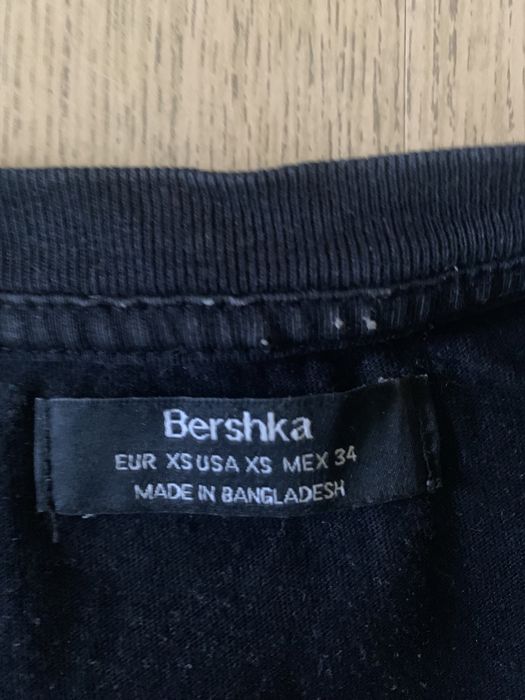 Bershka
EUR XS USA XS MEX 34
MADE IN BANGLADESH